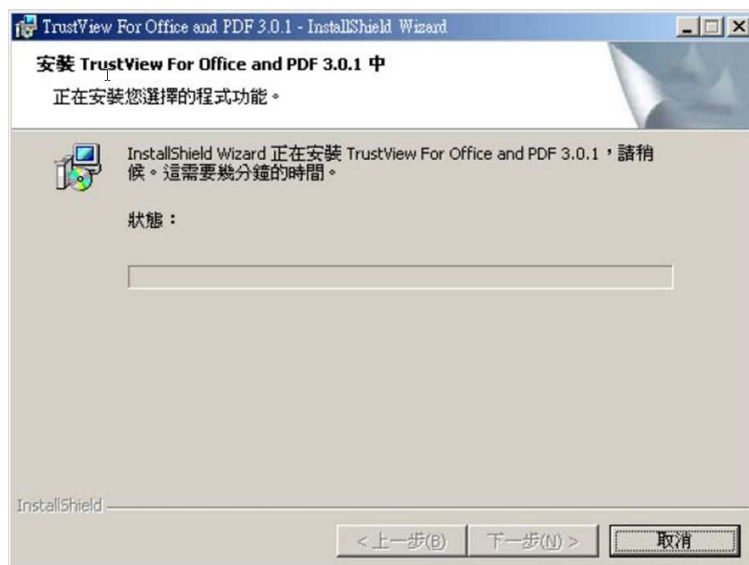 TrustView For Office and PDF 3.0.1 - InstallShield Wizard
安裝 TrustView For Office and PDF 3.0.1 中
正在安裝您選擇的程式功能。
InstallShield Wizard 正在安裝 TrustView For Office and PDF 3.0.1，請稍
候。這需要幾分鐘的時間。
狀態：
InstallShield
< 上一步(B)
下一步(N) >
取消